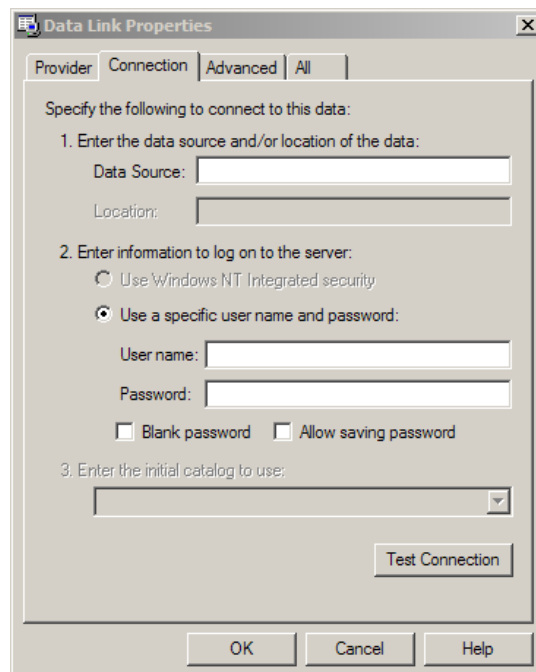 Data Link Properties
Provider Connection Advanced All
Specify the following to connect to this data:
1. Enter the data source and/or location of the data:
Data Source:
Location:
2. Enter information to log on to the server:
Use Windows NT Integrated security
Use a specific user name and password:
User name:
Password:
Blank password Allow saving password
3. Enter the initial catalog to use:
Test Connection
OK Cancel Help